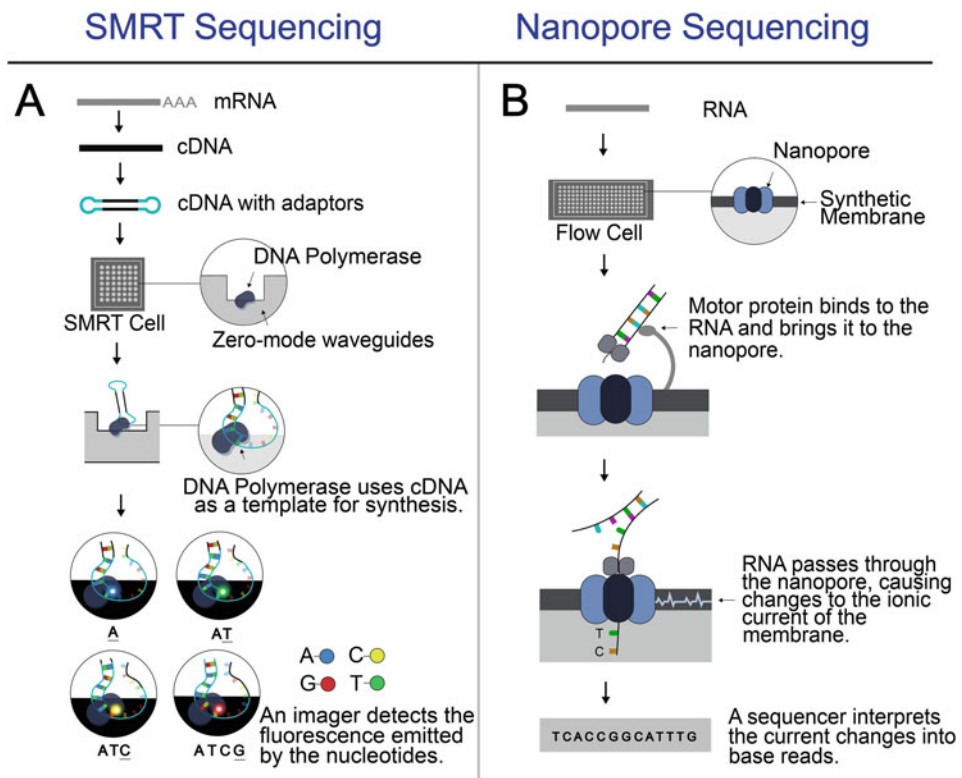 SMRT Sequencing
Nanopore Sequencing
A
AAA
mRNA
cDNA
cDNA with adaptors
DNA Polymerase
SMRT Cell
Zero-mode waveguides
DNA Polymerase uses cDNA
as a template for synthesis.
A
AT
ATC
ATCG
A
C
G
T
An imager detects the
fluorescence emitted
by the nucleotides.
B
RNA
Nanopore
Synthetic
Membrane
Flow Cell
Motor protein binds to the
RNA and brings it to the
nanopore.
RNA passes through
the nanopore, causing
changes to the ionic
current of the
membrane.
T
C
TCACCGGCATTTG
A sequencer interprets
the current changes into
base reads.